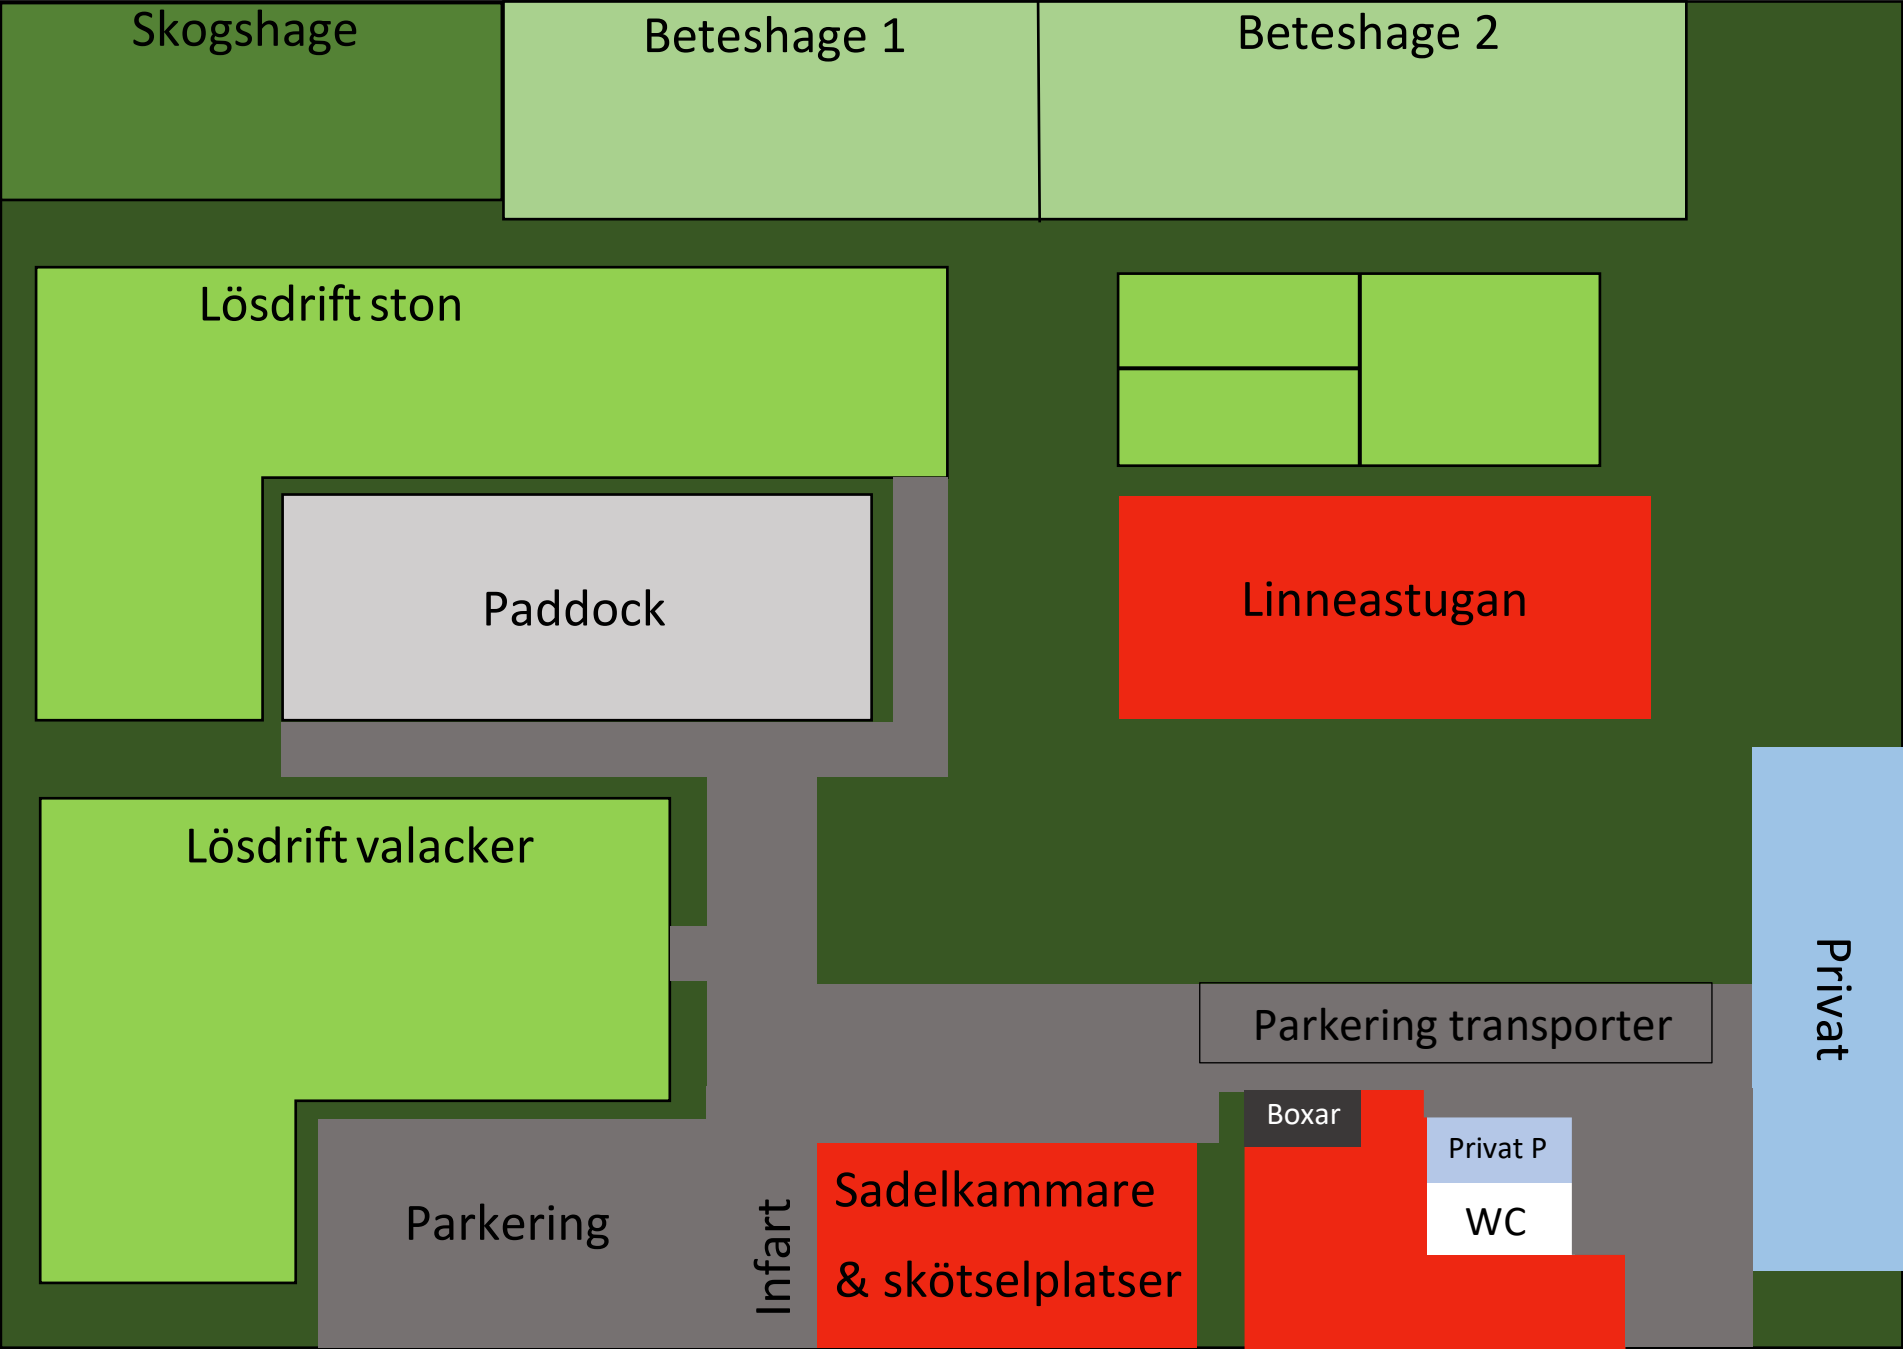 Skogshage
Beteshage 1
Beteshage 2
Lösdrift ston
Paddock
Linneastugan
Lösdrift valacker
Privat
Parkering transporter
Boxar
Privat P
WC
Sadelkammare
& skötselplatser
Parkering
Infart